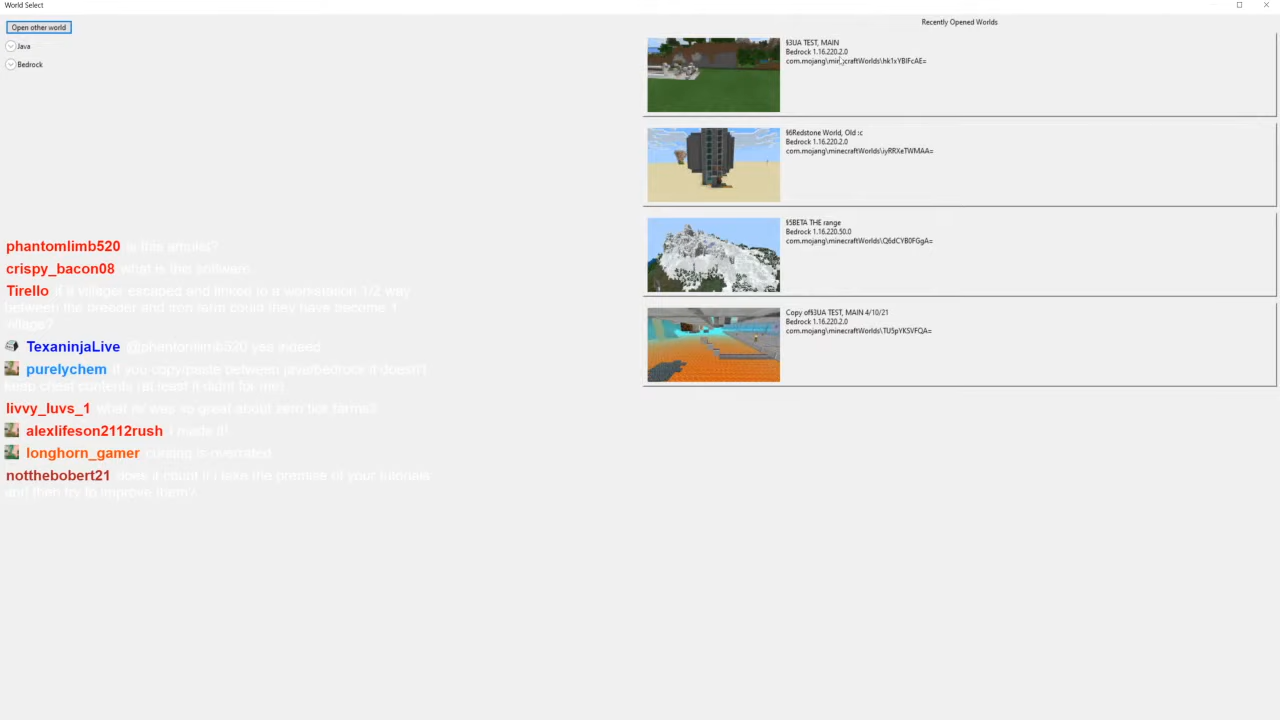 World Select
Open other world
Java
Bedrock
Recently Opened Worlds
§3UA TEST, MAIN
Bedrock 1.16.220.2.0
§6Redstone World, Old :c
Bedrock 1.16.220.2.0
com.mojang\minecraftWorlds\iyRRXeTWMAA=
§5BETA THE range
Bedrock 1.16.220.50.0
com.mojang\minecraftWorlds\Q6dCYB0FGgA=
Copy of§3UA TEST, MAIN 4/10/21
Bedrock 1.16.220.2.0
com.mojang\minecraftWorlds\TU5pYKSVFQA=
phantomlimb520 is this amulet?
crispy_bacon08 What is this software
Tirello if a villager escaped and linked to a workstation 1/2 way
between the breeder and iron farm could they have become 1
village?
TexaninjaLive @phantomlimb520 yes indeed
purelychem if you copy/paste between java/bedrock it doesn't
keep chest contents (at least it didnt for me)
livvy_luvs_1 what is/ was so great about zero tick farms?
alexlifeson2112rush I made it!
longhorn_gamer cursing is overrated
notthebobert21 does it count if i take the premise of your tutorials
and then try to improve them?